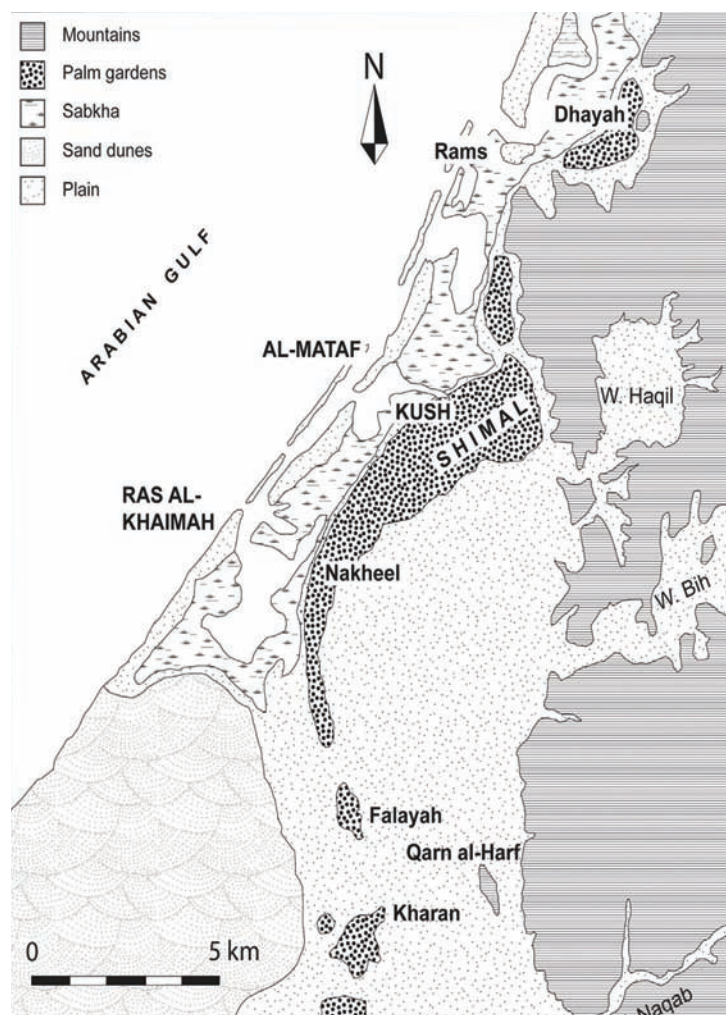 Mountains
Palm gardens
Sabkha
Sand dunes
Plain
N
Dhayah
Rams
ARABIAN GULF
AL-MATAF
W. Haqil
KUSH
SHIMAL
RAS AL-
KHAIMAH
Nakheel
W. Bih
Falayah
Qarn al-Harf
Kharan
0 5 km
Naqab